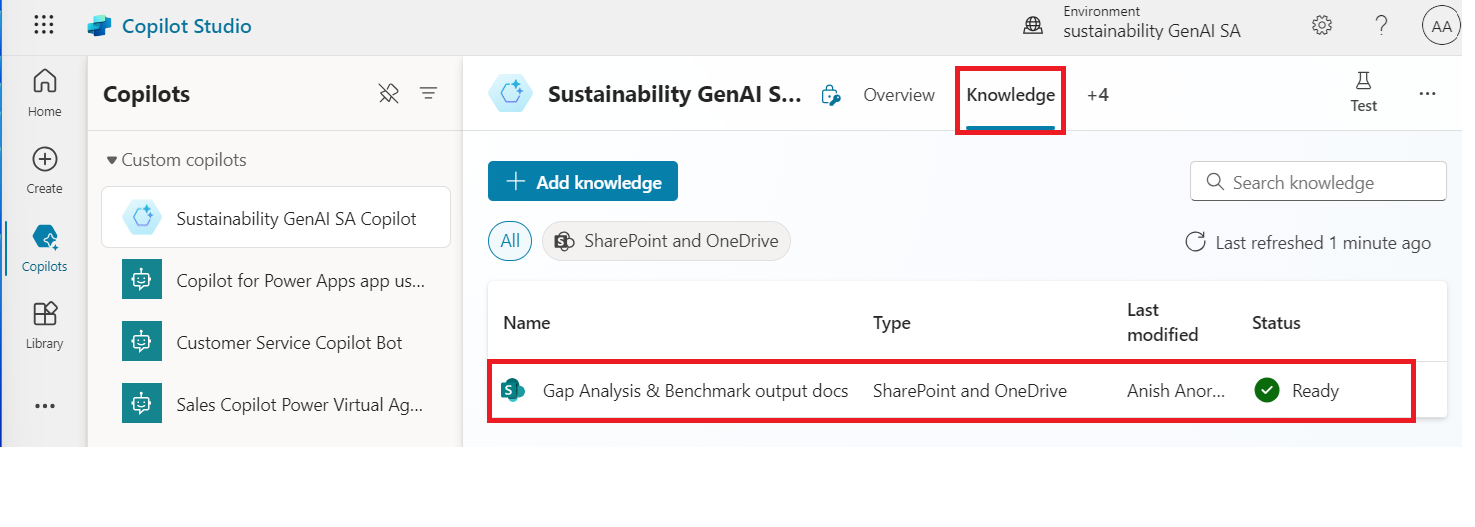 Copilot Studio
Environment
sustainability GenAI SA
?
AA
Home
Create
Copilots
Library
Copilots
Custom copilots
Sustainability GenAI SA Copilot
Copilot for Power Apps app us...
Customer Service Copilot Bot
Sales Copilot Power Virtual Ag...
Sustainability GenAI S...
Overview
Knowledge
+4
Test
Add knowledge
Search knowledge
All
SharePoint and OneDrive
Last refreshed 1 minute ago
Name
Type
Last
modified
Status
S
Gap Analysis & Benchmark output docs
SharePoint and OneDrive
Anish Anor...
Ready